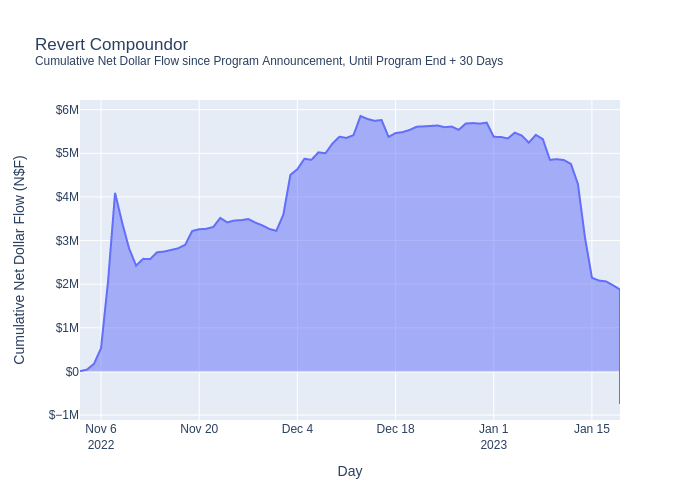 Revert Compoundor
Cumulative Net Dollar Flow since Program Announcement, Until Program End + 30 Days
Cumulative Net Dollar Flow (N$F)
$6M
$5M
$4M
$3M
$2M
$1M
$0
$−1M
Nov 6
2022
Nov 20
Dec 4
Dec 18
Jan 1
2023
Jan 15
Day